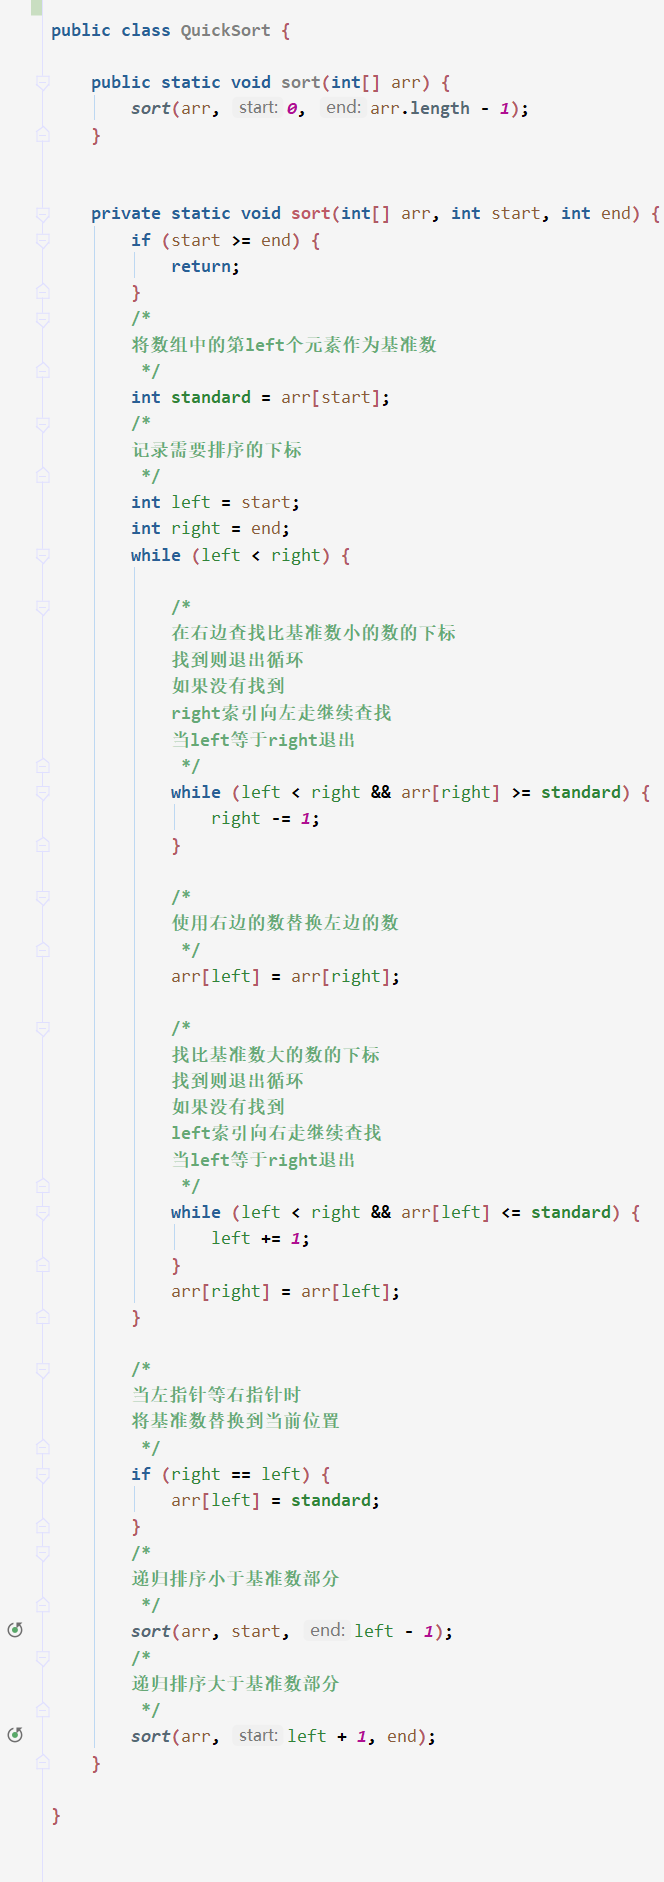 public class QuickSort {
public static void sort(int[] arr) {
sort(arr, start: 0, end: arr.length - 1);
}
private static void sort(int[] arr, int start, int end) {
if (start >= end) {
return;
}
/*
将数组中的第left个元素作为基准数
*/
int standard = arr[start];
/*
记录需要排序的下标
*/
int left = start;
int right = end;
while (left < right) {
/*
在右边查找比基准数小的数的下标
找到则退出循环
如果没有找到
right索引向左走继续查找
当left等于right退出
*/
while (left < right && arr[right] >= standard) {
right -= 1;
}
/*
使用右边的数替换左边的数
*/
arr[left] = arr[right];
/*
找比基准数大的数的下标
找到则退出循环
如果没有找到
left索引向右走继续查找
当left等于right退出
*/
while (left < right && arr[left] <= standard) {
left += 1;
}
arr[right] = arr[left];
}
/*
当左指针等右指针时
将基准数替换到当前位置
*/
if (right == left) {
arr[left] = standard;
}
/*
递归排序小于基准数部分
*/
sort(arr, start, end: left - 1);
/*
递归排序大于基准数部分
*/
sort(arr, start: left + 1, end);
}
}